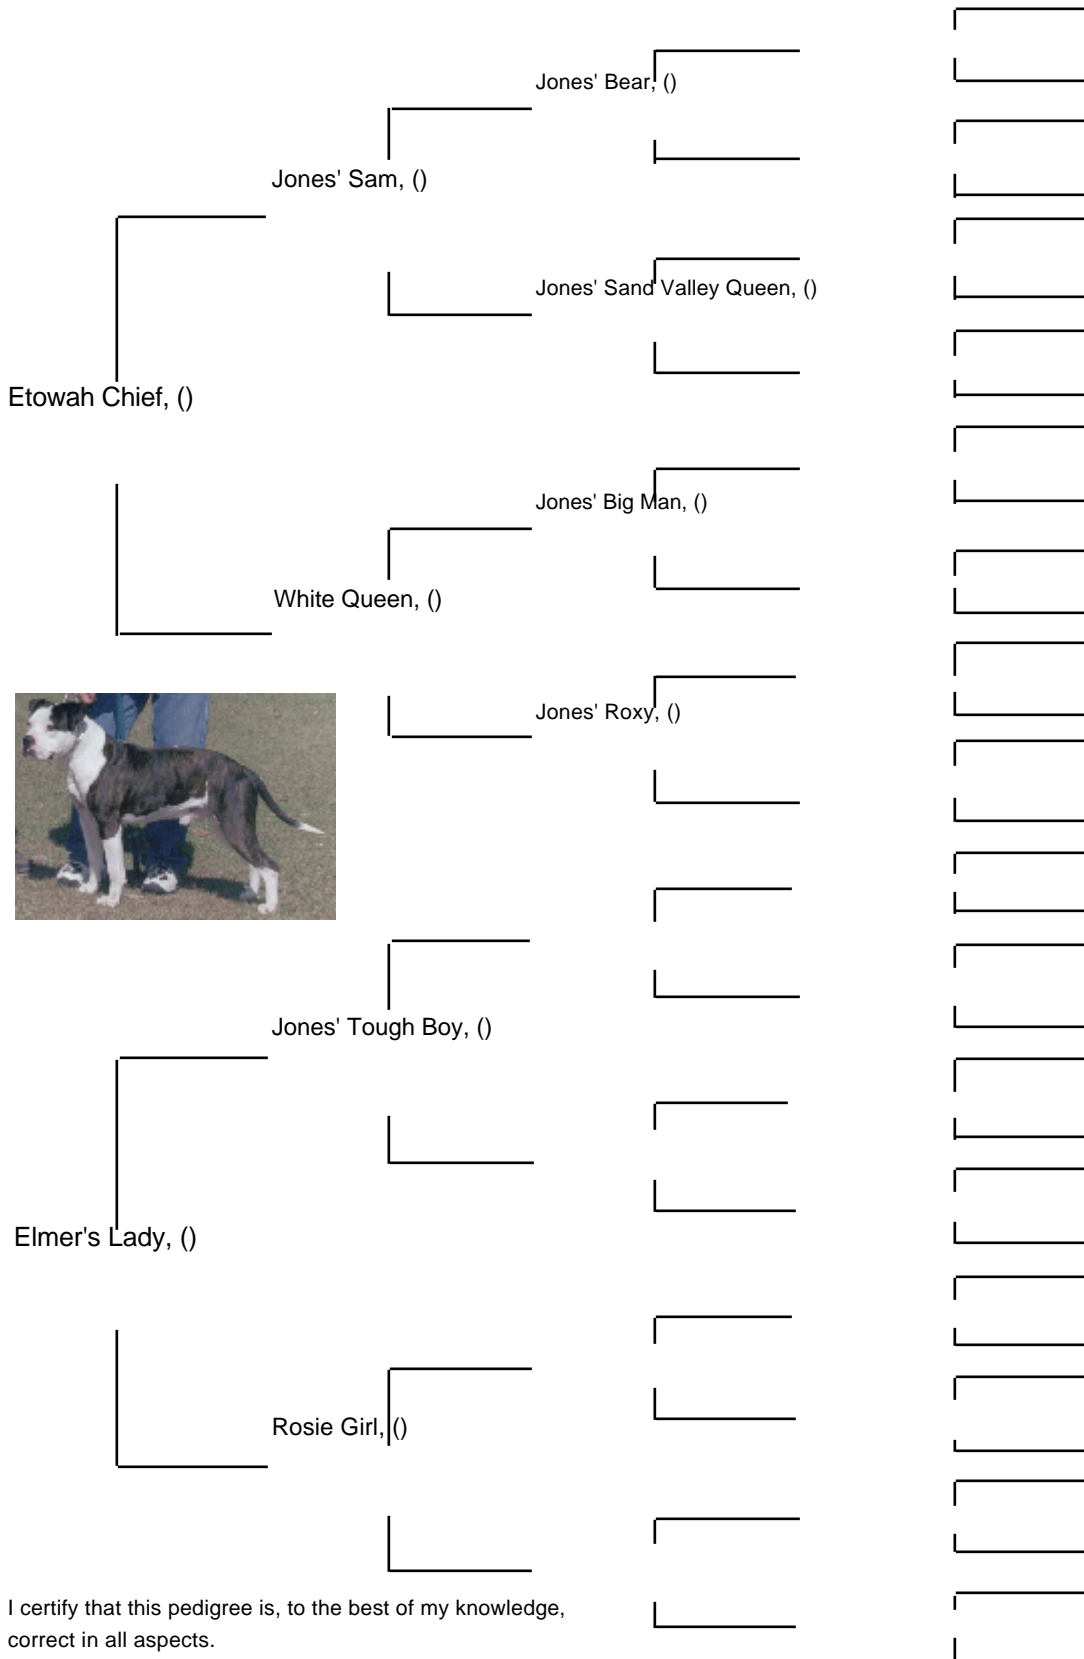 Jones' Bear, ()
Jones' Sam, ()
Jones' Sand Valley Queen, ()
Etowah Chief, ()
Jones' Big Man, ()
White Queen, ()
Jones' Roxy, ()
Jones' Tough Boy, ()
Elmer's Lady, ()
Rosie Girl, ()
I certify that this pedigree is, to the best of my knowledge,
correct in all aspects.